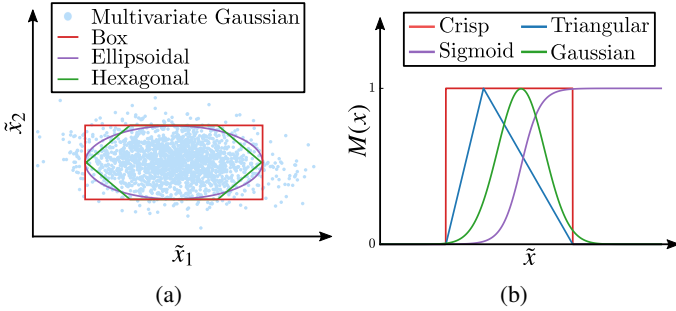 Multivariate Gaussian
Box
Ellipsoidal
Hexagonal
x̃₂
x̃₁
(a)
Crisp Triangular
Sigmoid Gaussian
1
M(x)
0
x̃
(b)